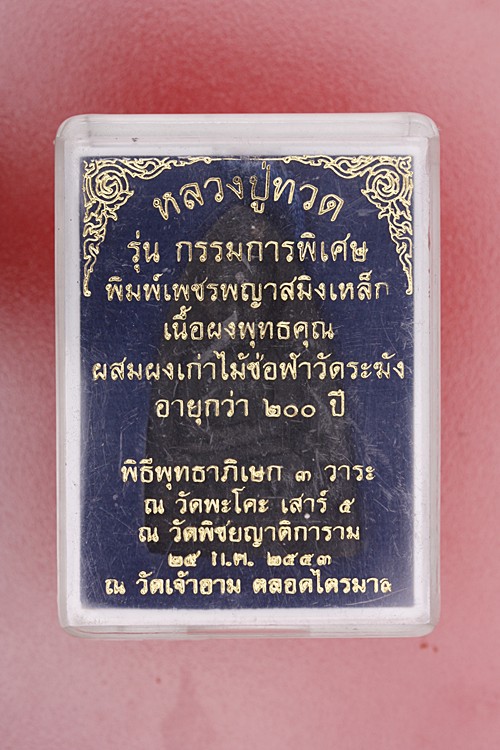 หลวงปู่ทวด
รุ่น กรรมการพิเศษ
พิมพ์เพชรพญาสมิงเหล็ก
เนื้อผงพุทธคุณ
ผสมผงเก่าไม้ช่อฟ้าวัดระฆัง
อายุกว่า ๒๐๐ ปี
พิธีพุทธาภิเษก ๓ วาระ
ณ วัดพะโคะ เสาร์ ๕
ณ วัดพิชยญาติการาม
๒๕ ๒๕๕๓
ณ วัดเจ้าอาม ตลอดไตรมาส